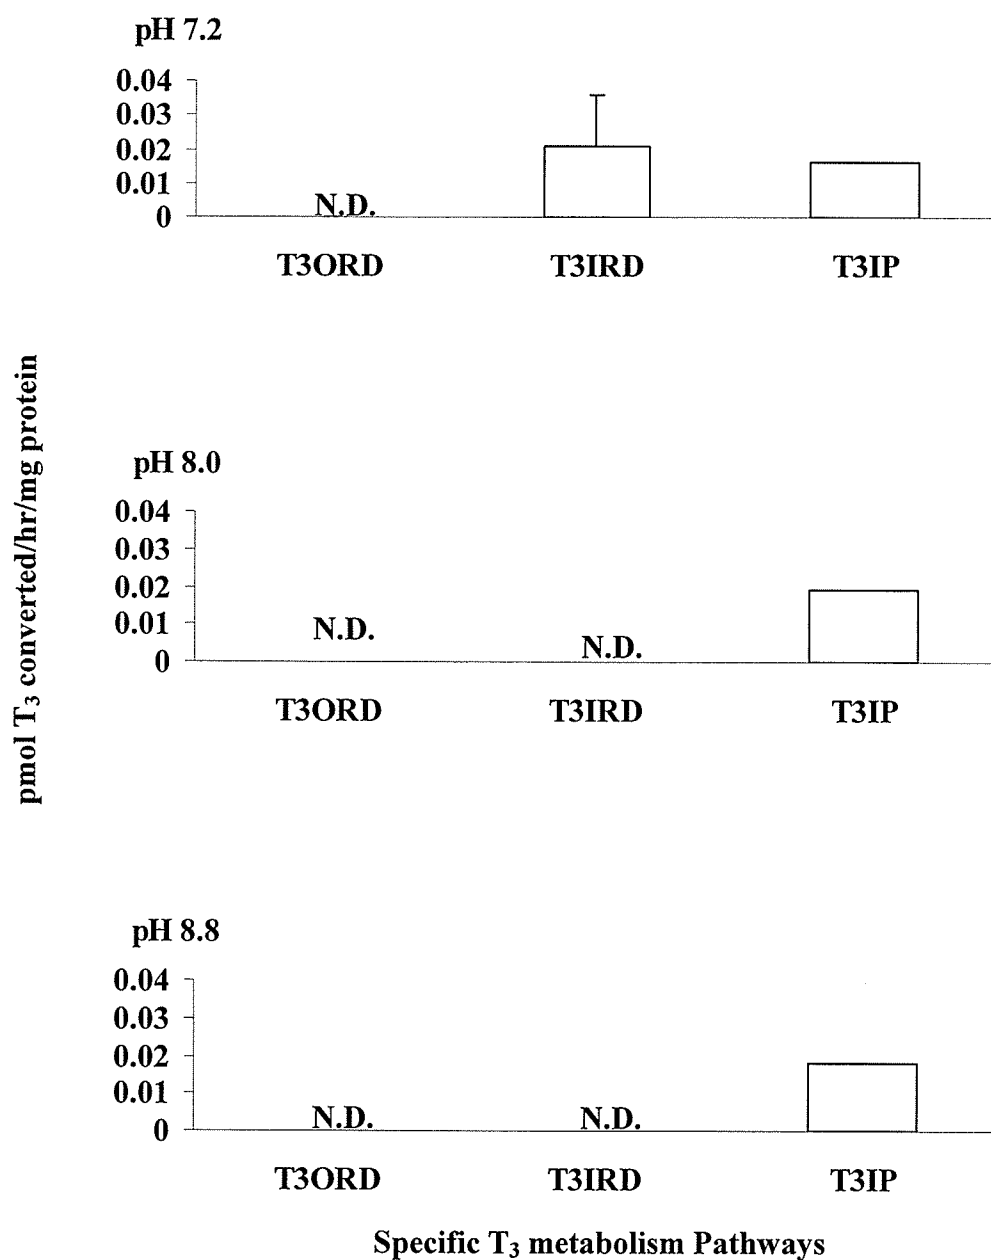 pH 7.2
0.04
0.03
0.02
0.01
0
N.D.
T3ORD T3IRD T3IP
pmol T₃ converted/hr/mg protein
pH 8.0
0.04
0.03
0.02
0.01
0
N.D. N.D.
T3ORD T3IRD T3IP
pH 8.8
0.04
0.03
0.02
0.01
0
N.D. N.D.
T3ORD T3IRD T3IP
Specific T₃ metabolism Pathways